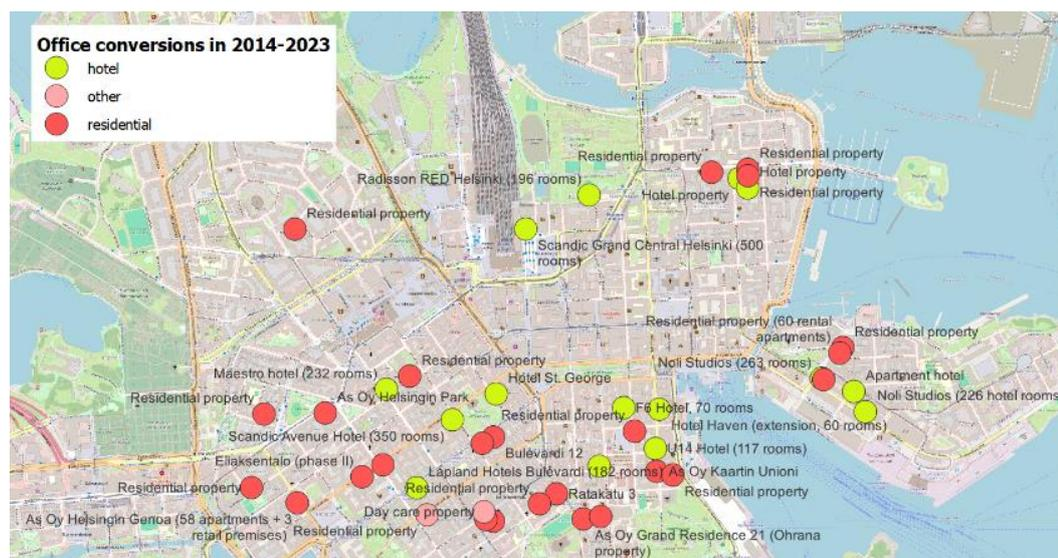 Office conversions in 2014-2023
hotel
other
residential
Residential property
Residential property
Hotel property
Radisson RED Helsinki (196 rooms)
Hotel property
Residential property
Residential property
Scandic Grand Central Helsinki (500
rooms)
Residential property (60 rental
apartments)
Residential property
Residential property
Noli Studios (263 rooms)
Maestro hotel (232 rooms)
Apartment hotel
Hotel St. George
Noli Studios (226 hotel rooms
Residential property
As Oy Helsingin Park
Residential property
F6 Hotel, 70 rooms
Hotel Haven (extension, 60 rooms)
Scandic Avenue Hotel (350 rooms)
Bulevardi 12
U14 Hotel (117 rooms)
Eliaksentalo (phase II)
Lapland Hotels Bulevardi (182 rooms)
As Oy Kaartin Unioni
Residential property
Residential property
Residential property
Ratakatu 3
Day care property
As Oy Helsingin Genoa (58 apartments + 3
retail premises)
Residential property
As Oy Grand Residence 21 (Ohrana
property)